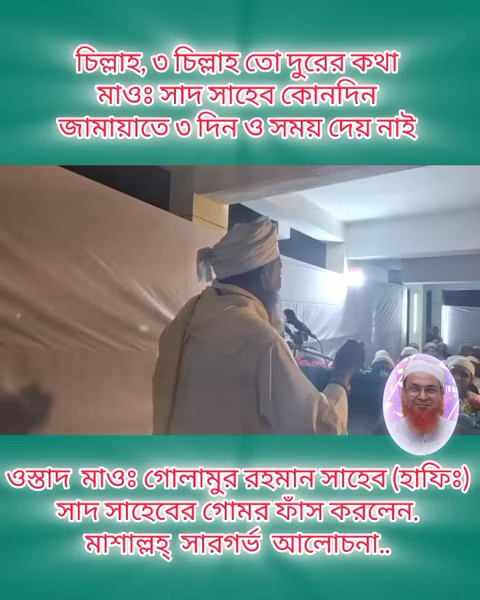 চিল্লাহ, ৩ চিল্লাহ তো দুরের কথা
মাওঃ সাদ সাহেব কোনদিন
জামায়াতে ৩ দিন ও সময় দেয় নাই
ওস্তাদ মাওঃ গোলামুর রহমান সাহেব (হাফিঃ)
সাদ সাহেবের গোমর ফাঁস করলেন.
মাশাল্লহ্ সারগর্ভ আলোচনা..